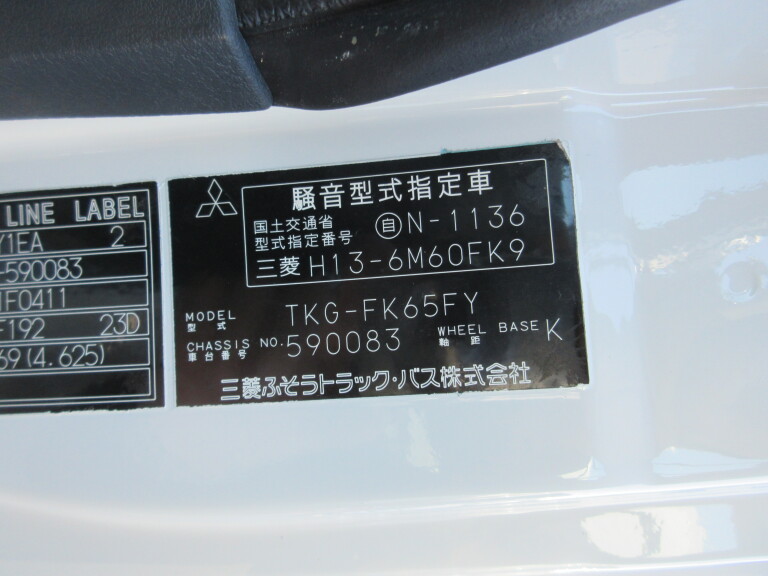 LINE LABEL
Y1EA 2
-590083
1F0411
F192 23D
69(4.625)
騒音型式指定車
国土交通省
型式指定番号 自N-1136
三菱 H13-6M60FK9
MODEL 型式 TKG-FK65FY
CHASSIS NO. 車台番号 590083 WHEEL BASE 軸距 K
三菱ふそうトラック・バス株式会社